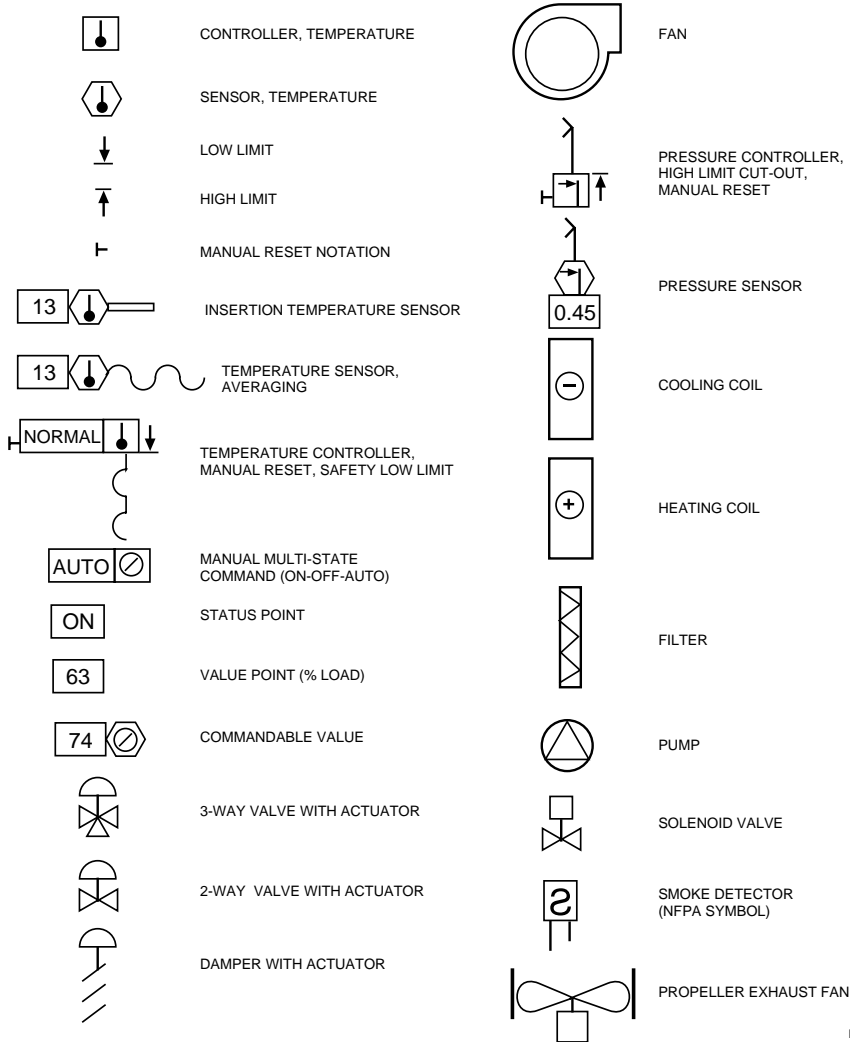 CONTROLLER, TEMPERATURE
SENSOR, TEMPERATURE
LOW LIMIT
HIGH LIMIT
MANUAL RESET NOTATION
13
INSERTION TEMPERATURE SENSOR
13
TEMPERATURE SENSOR,
AVERAGING
NORMAL
TEMPERATURE CONTROLLER,
MANUAL RESET, SAFETY LOW LIMIT
AUTO
MANUAL MULTI-STATE
COMMAND (ON-OFF-AUTO)
ON
STATUS POINT
63
VALUE POINT (% LOAD)
74
COMMANDABLE VALUE
3-WAY VALVE WITH ACTUATOR
2-WAY VALVE WITH ACTUATOR
DAMPER WITH ACTUATOR
FAN
PRESSURE CONTROLLER,
HIGH LIMIT CUT-OUT,
MANUAL RESET
PRESSURE SENSOR
0.45
COOLING COIL
HEATING COIL
FILTER
PUMP
SOLENOID VALVE
SMOKE DETECTOR
(NFPA SYMBOL)
PROPELLER EXHAUST FAN